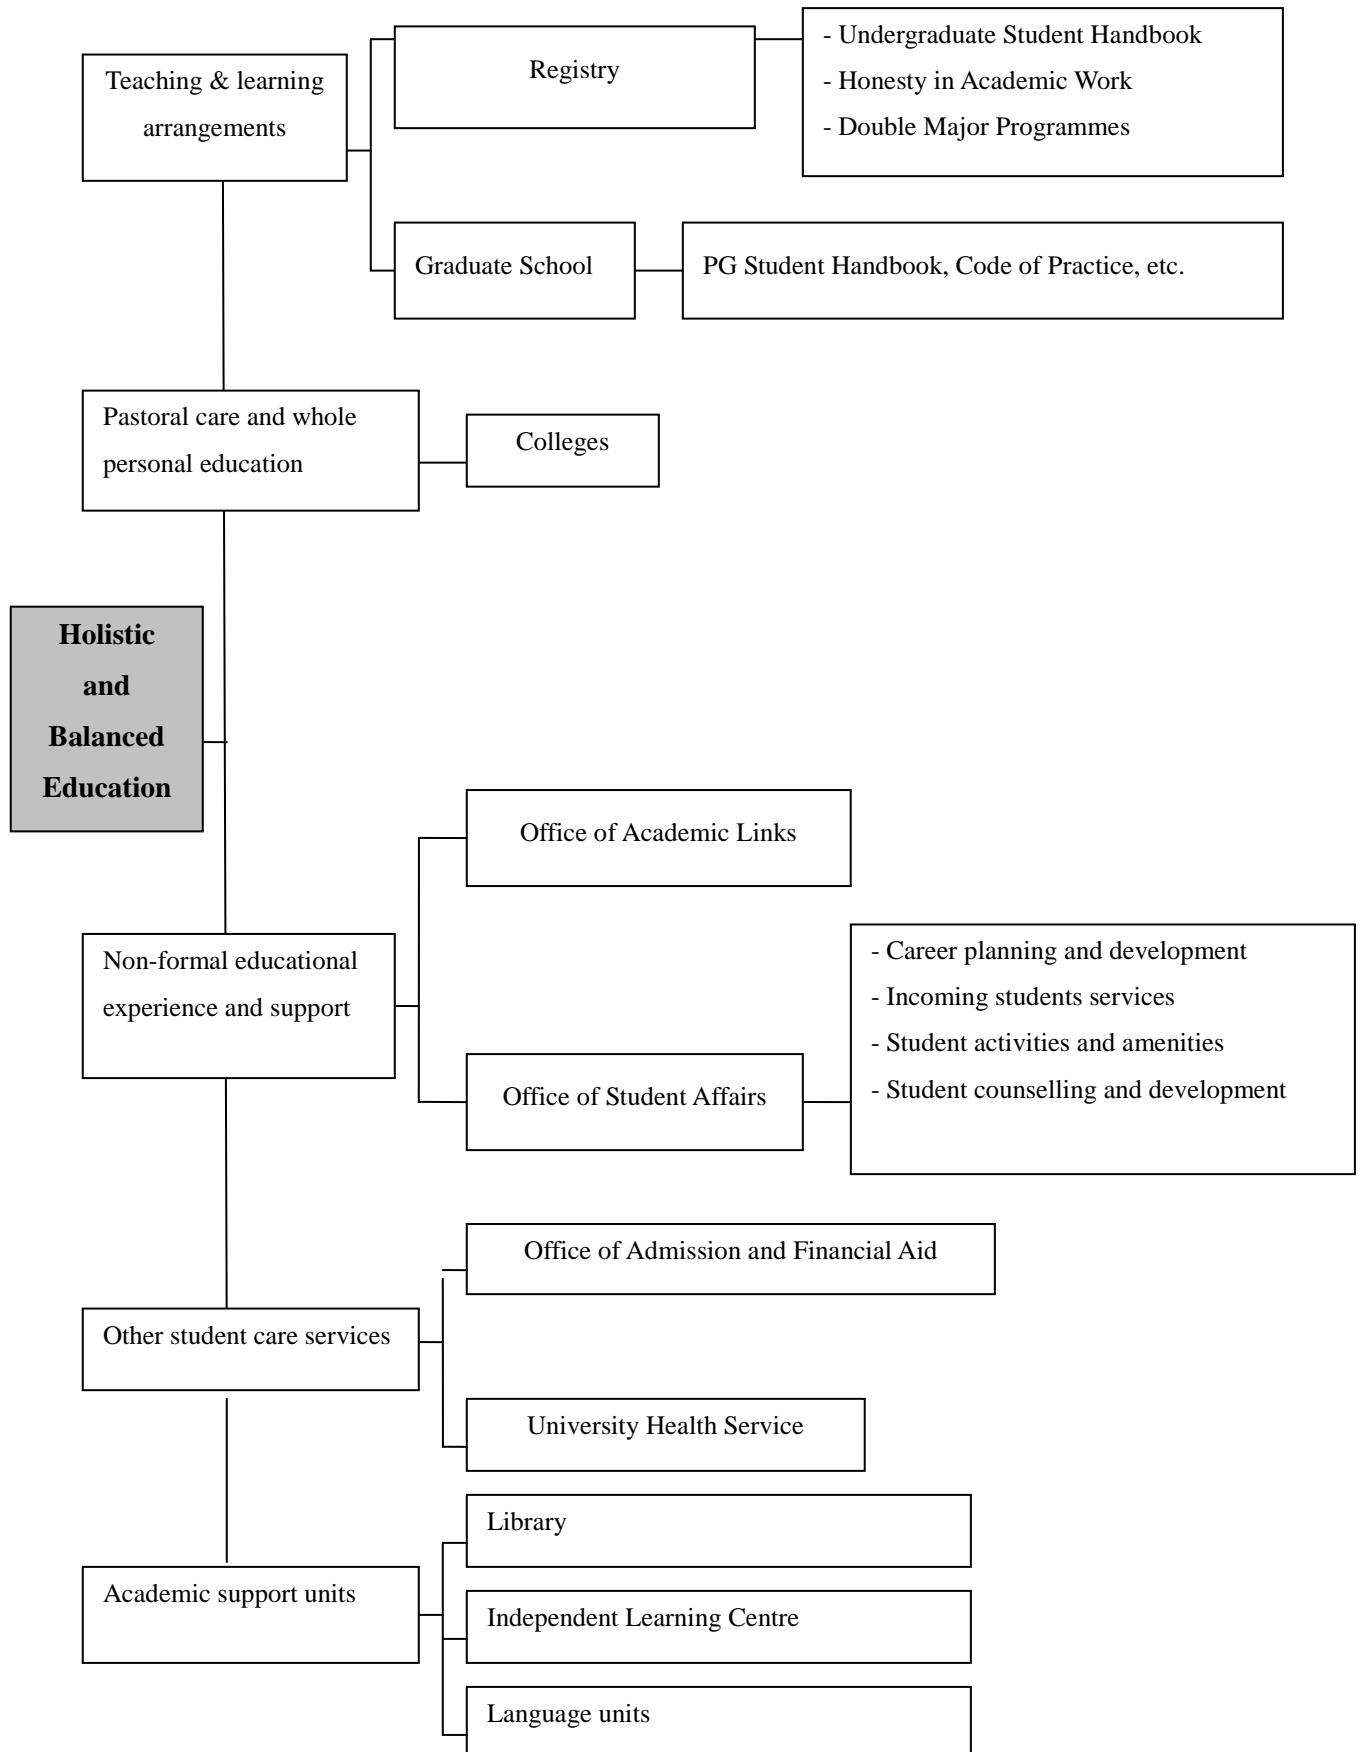 Teaching & learning
arrangements
Registry
- Undergraduate Student Handbook
- Honesty in Academic Work
- Double Major Programmes
Graduate School
PG Student Handbook, Code of Practice, etc.
Pastoral care and whole
personal education
Colleges
Holistic
and
Balanced
Education
Office of Academic Links
Non-formal educational
experience and support
Office of Student Affairs
- Career planning and development
- Incoming students services
- Student activities and amenities
- Student counselling and development
Office of Admission and Financial Aid
Other student care services
University Health Service
Library
Academic support units
Independent Learning Centre
Language units